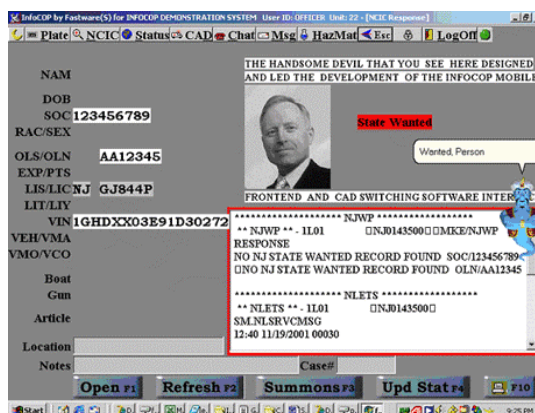 InfoCOP by Fastware(S) for INFOCOP DEMONSTRATION SYSTEM User ID: OFFICER Unit: 22 - [NCIC Response]
Plate NCIC Status CAD Chat Msg HazMat Esc LogOff
THE HANDSOME DEVIL THAT YOU SEE HERE DESIGNED
NAM AND LED THE DEVELOPMENT OF THE INFOCOP MOBILE
DOB
SOC 123456789
RAC/SEX
State Wanted
OLS/OLN AA12345
Wanted, Person
EXP/PTS
LIS/LIC NJ GJ844P
LIT/LIY
FRONTEND AND CAD SWITCHING SOFTWARE
VIN 1GHDXX03E91D30272
VEH/VMA
VMO/VCO
Boat
Gun
Article
Location
Notes
Case#
******************** NJWP ******************
** NJWP ** - 1L01 NJ0143500 MKE/NJWP
RESPONSE
NO NJ STATE WANTED RECORD FOUND SOC/123456789
NO NJ STATE WANTED RECORD FOUND OLN/AA12345
******************** NLETS ******************
** NLETS ** - 1L01 NJ0143500
SM.NLSRVCMSG
12:40 11/19/2001 00030
Open F1 Refresh F2 Summons F3 Upd Stat F4 F10
Start 9:25 PM